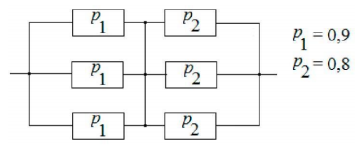 p₁ p₂
p₁ = 0,9
p₁ p₂
p₂ = 0,8
p₁ p₂